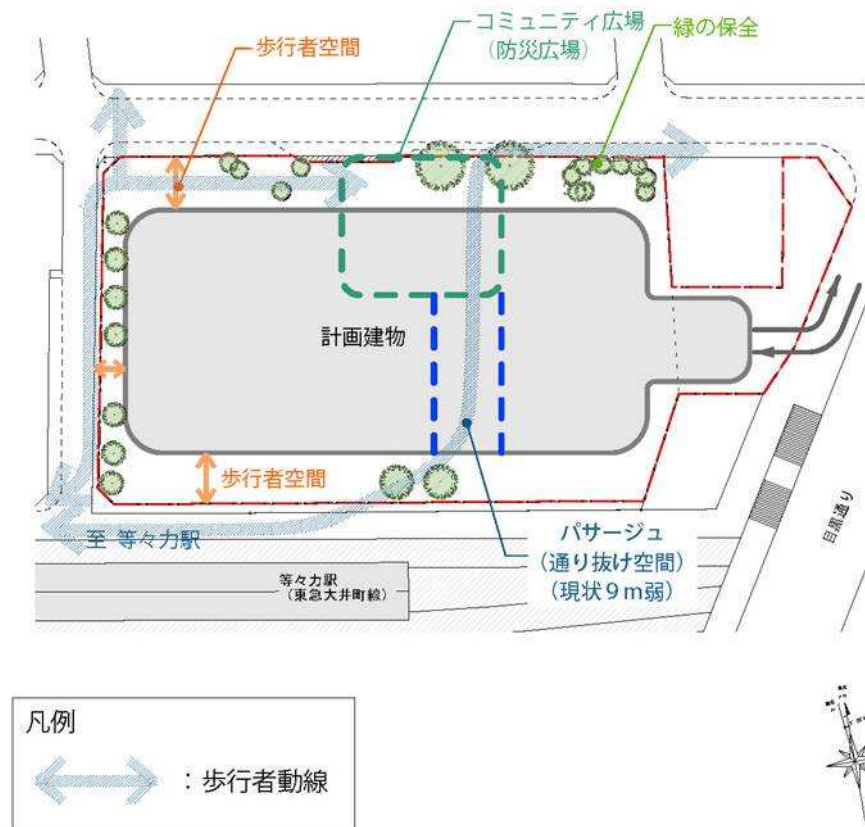 コミュニティ広場
（防災広場）
緑の保全
歩行者空間
計画建物
歩行者空間
至 等々力駅
パサージュ
（通り抜け空間）
（現状９ｍ弱）
目黒通り
等々力駅
（東急大井町線）
凡例
：歩行者動線